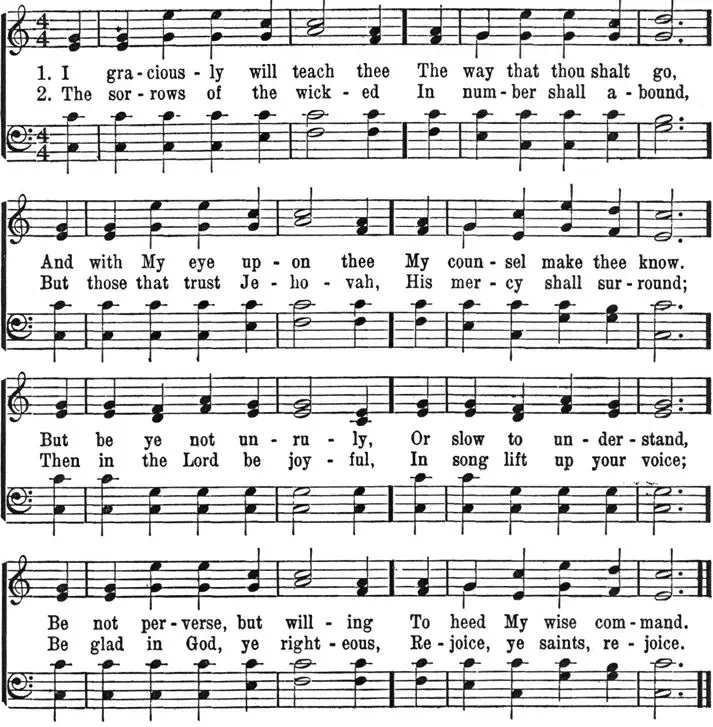 4 4
1. I gra - cious - ly will teach thee The way that thou shalt go,
2. The sor - rows of the wick - ed In num - ber shall a - bound,
4 4
And with My eye up - on thee My coun - sel make thee know.
But those that trust Je - ho - vah, His mer - cy shall sur - round;
But be ye not un - ru - ly, Or slow to un - der - stand,
Then in the Lord be joy - ful, In song lift up your voice;
Be not per - verse, but will - ing To heed My wise com - mand.
Be glad in God, ye right - eous, Re - joice, ye saints, re - joice.